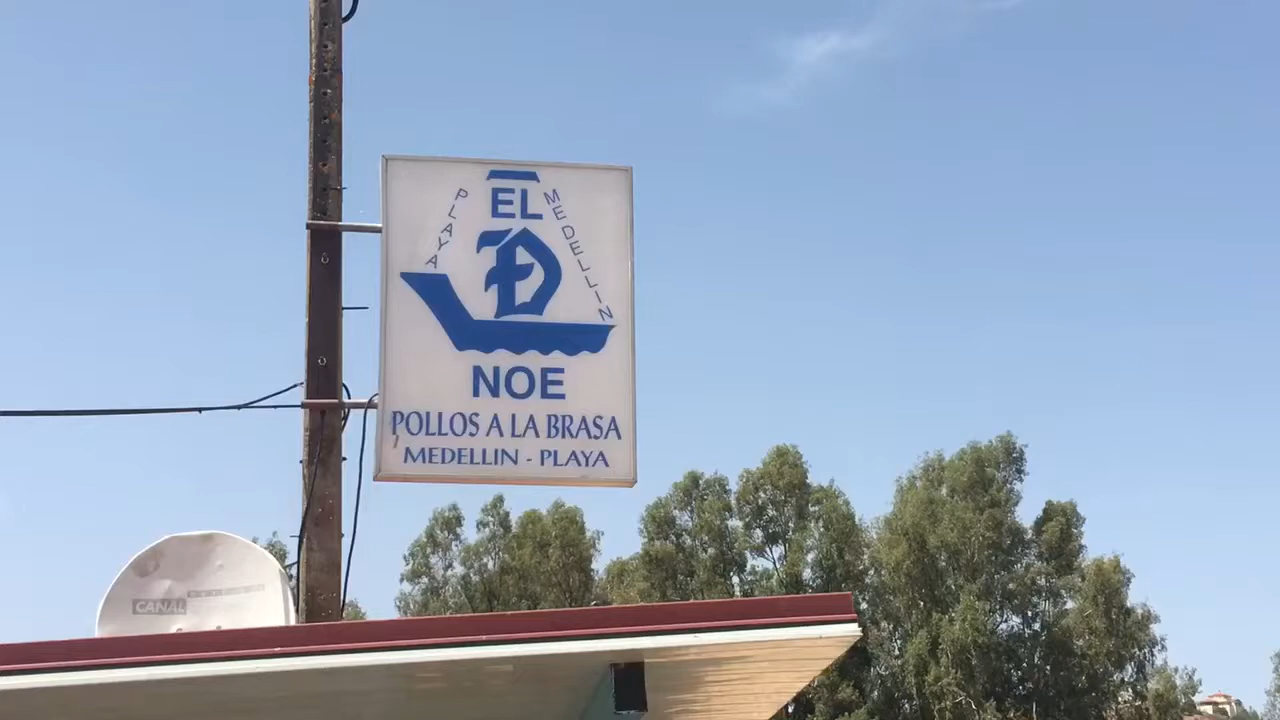 EL
PLAYA
MEDELLIN
Đ
NOE
POLLOS A LA BRASA
MEDELLIN - PLAYA
CANAL